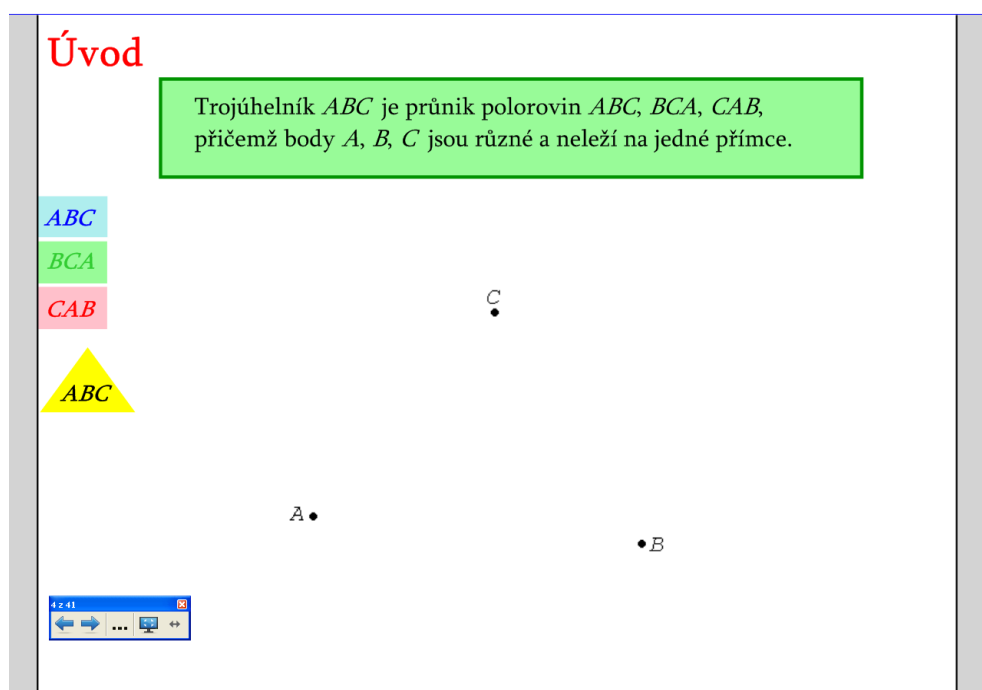 Úvod
Trojúhelník ABC je průnik polorovin ABC, BCA, CAB,
přičemž body A, B, C jsou různé a neleží na jedné přímce.
ABC
BCA
CAB
C
ABC
A
B
4 z 41
...